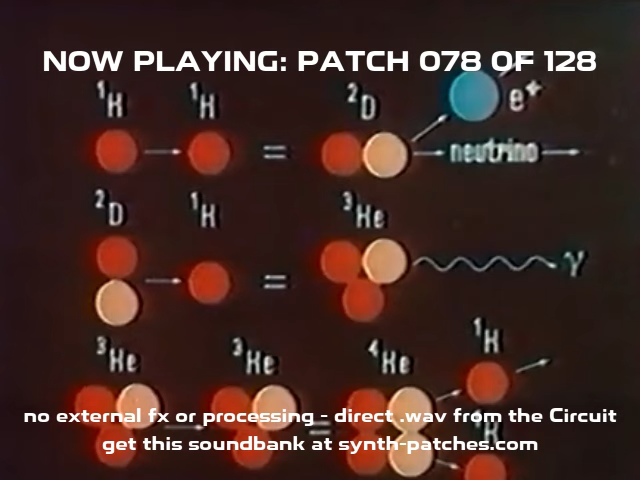 NOW PLAYING: PATCH 078 OF 128
¹H ¹H ²D e⁺
= neutrino
²D ¹H ³He
= γ
³He ³He ⁴He ¹H
no external fx or processing - direct .wav from the Circuit
=
get this soundbank at synth-patches.com